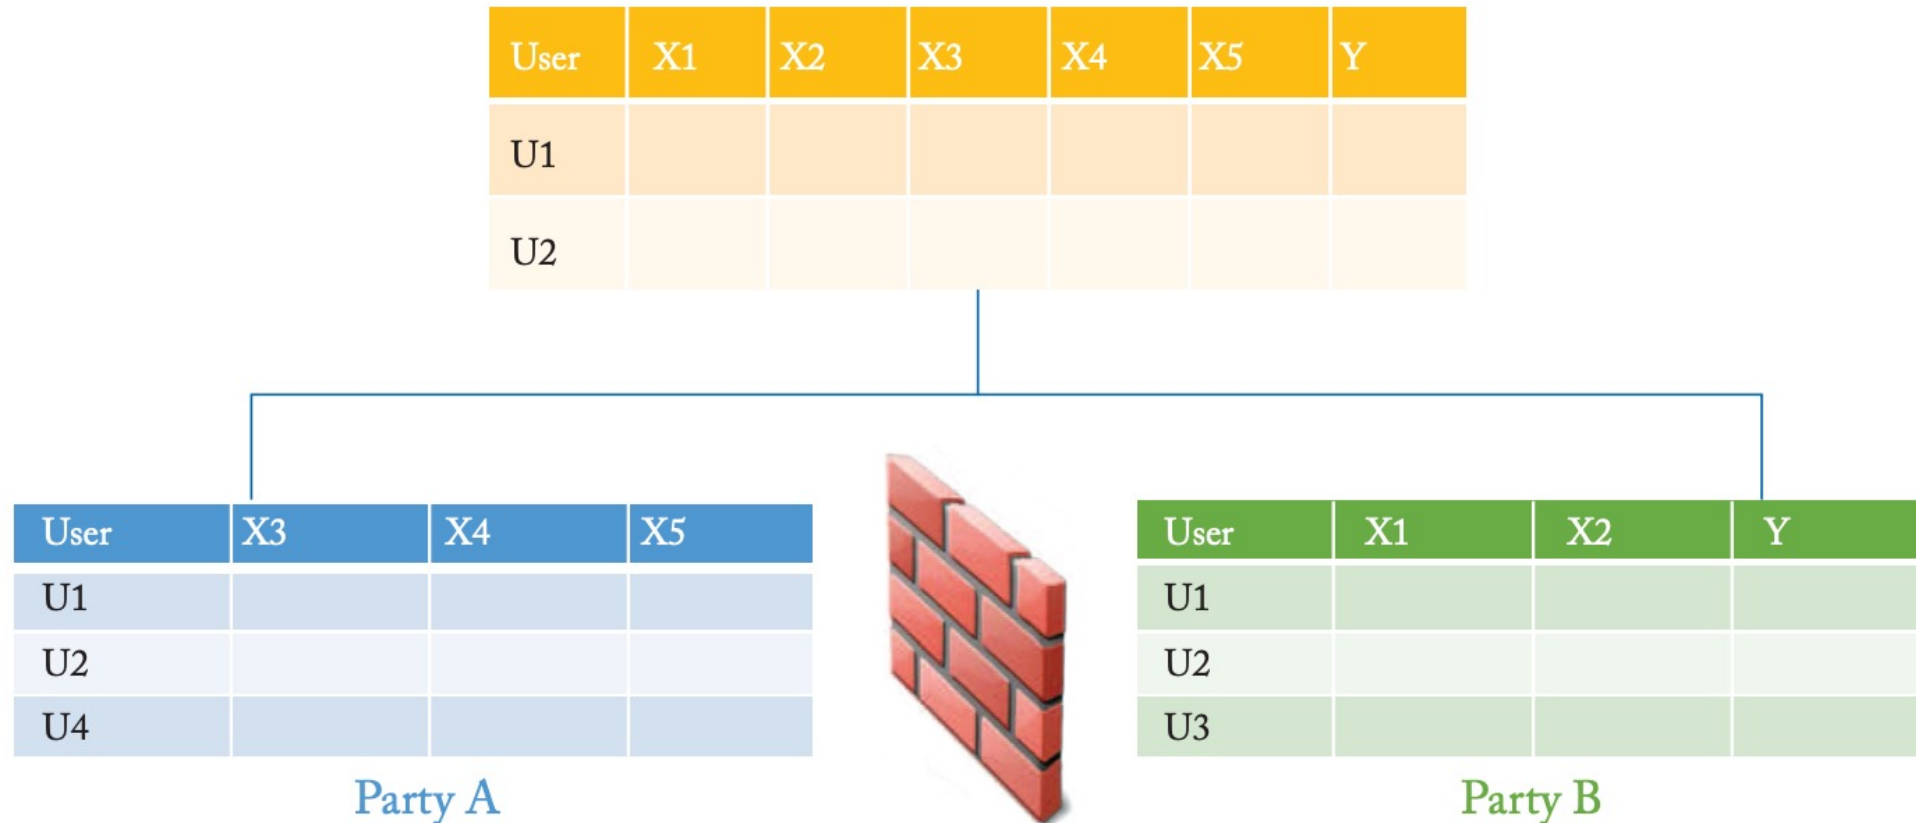 User X1 X2 X3 X4 X5 Y
U1
U2
User X3 X4 X5
U1
U2
U4
Party A
User X1 X2 Y
U1
U2
U3
Party B